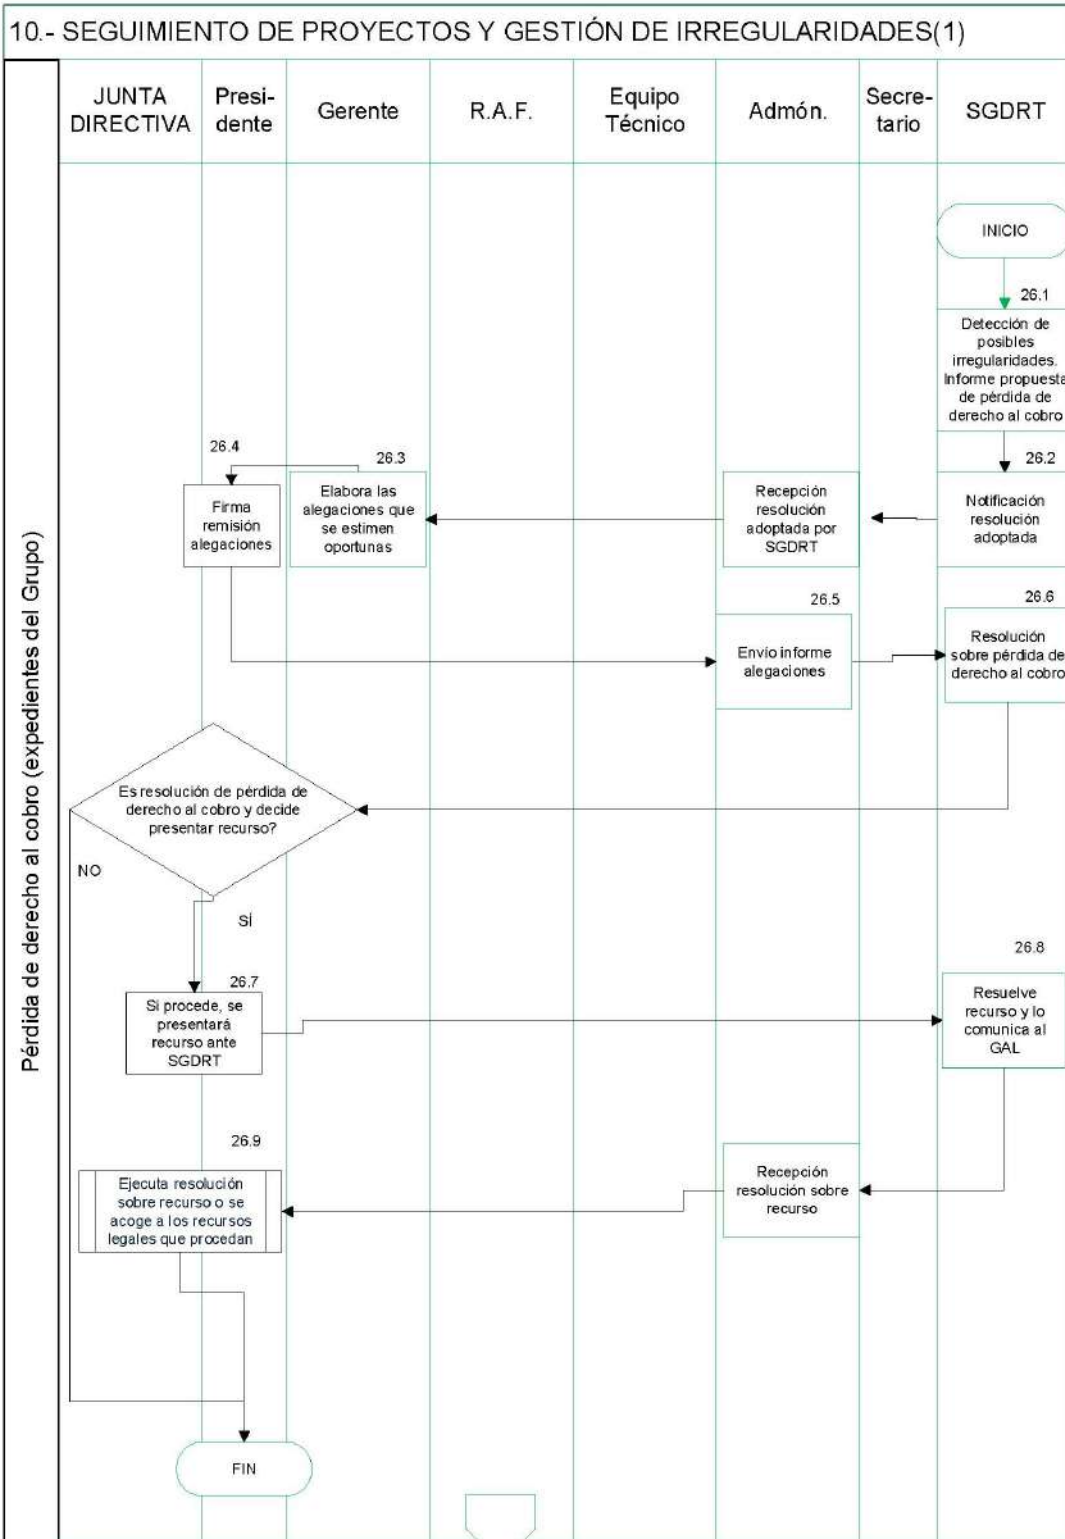 10.- SEGUIMIENTO DE PROYECTOS Y GESTIÓN DE IRREGULARIDADES(1)
JUNTA
DIRECTIVA
Presi-
dente
Gerente
R.A.F.
Equipo
Técnico
Admón.
Secre-
tario
SGDRT
Pérdida de derecho al cobro (expedientes del Grupo)
INICIO
26.1
Detección de
posibles
irregularidades.
Informe propuesta
de pérdida de
derecho al cobro
26.4
Firma
remisión
alegaciones
26.3
Elabora las
alegaciones que
se estimen
oportunas
Recepción
resolución
adoptada por
SGDRT
26.2
Notificación
resolución
adoptada
26.5
Envío informe
alegaciones
26.6
Resolución
sobre pérdida de
derecho al cobro
Es resolución de pérdida de
derecho al cobro y decide
presentar recurso?
NO
SÍ
26.7
Si procede, se
presentará
recurso ante
SGDRT
26.8
Resuelve
recurso y lo
comunica al
GAL
26.9
Ejecuta resolución
sobre recurso o se
acoge a los recursos
legales que procedan
Recepción
resolución sobre
recurso
FIN